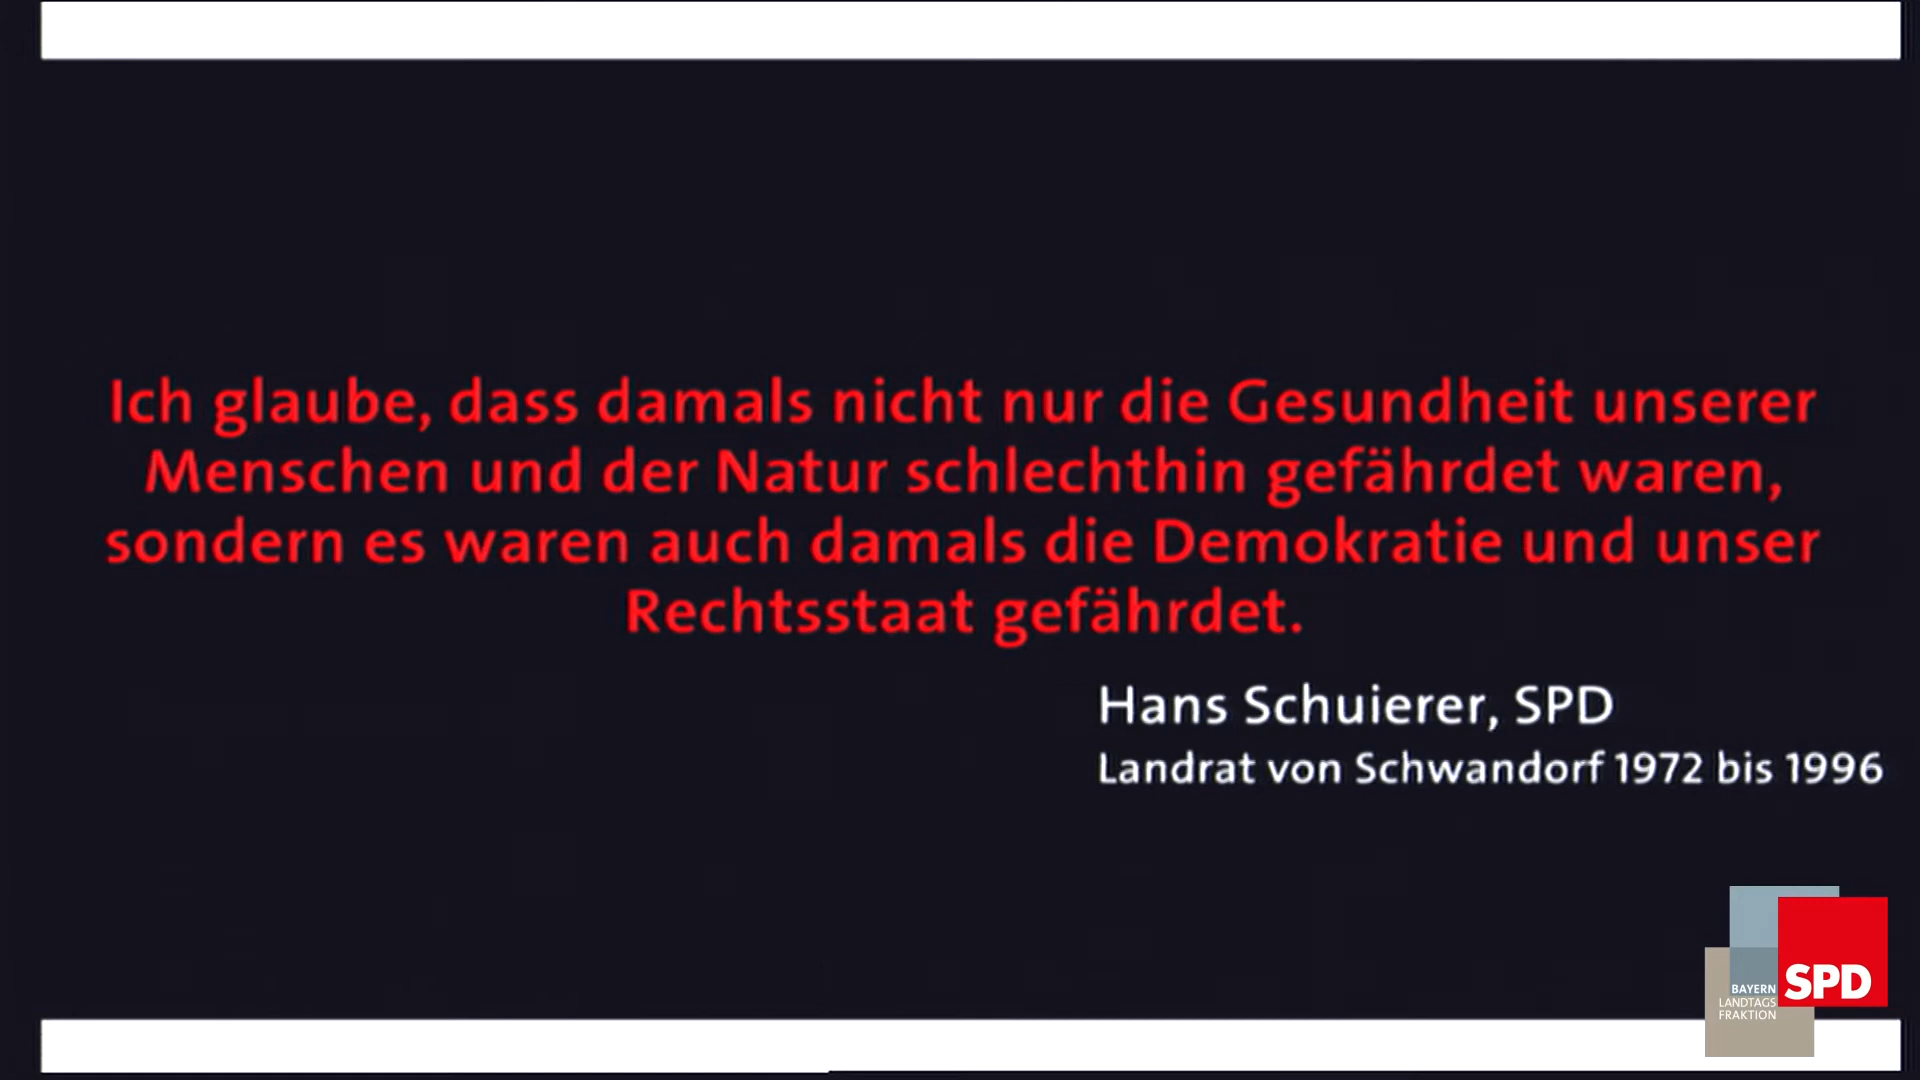 Ich glaube, dass damals nicht nur die Gesundheit unserer
Menschen und der Natur schlechthin gefährdet waren,
sondern es waren auch damals die Demokratie und unser
Rechtsstaat gefährdet.
Hans Schuierer, SPD
Landrat von Schwandorf 1972 bis 1996
BAYERN
LANDTAGS
FRAKTION
SPD